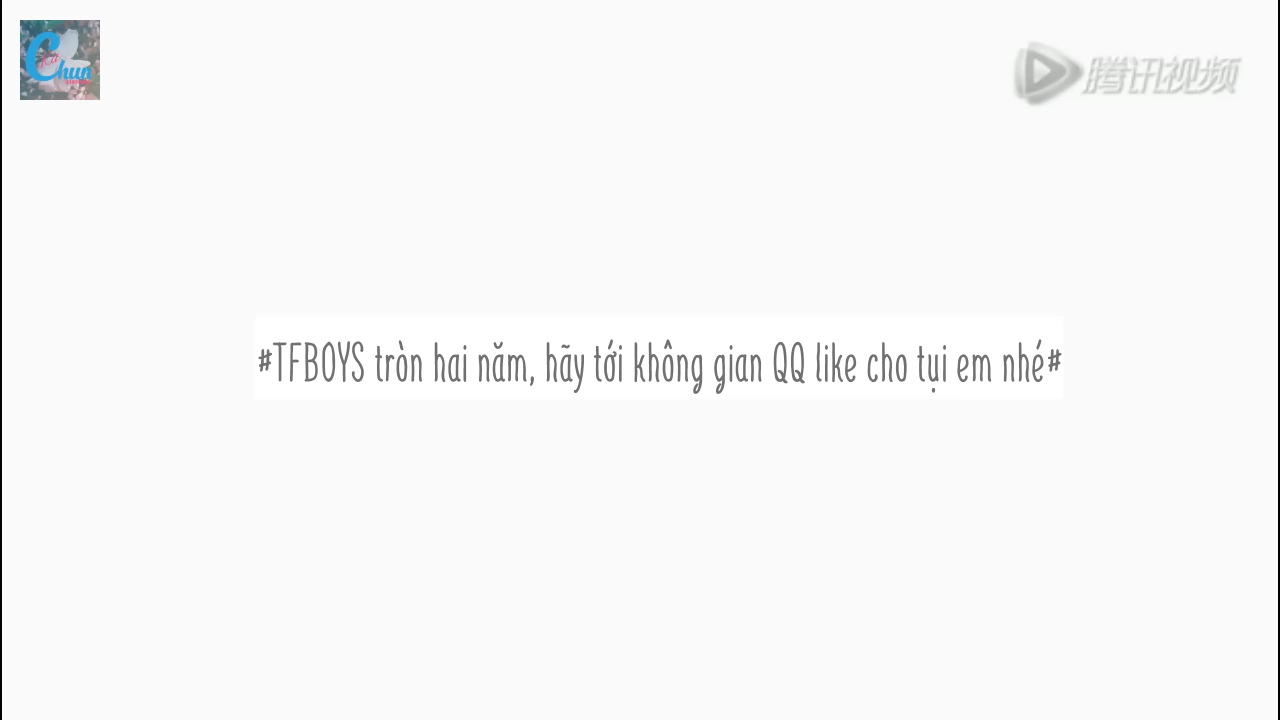 Chun
腾讯视频
#TFBOYS tròn hai năm, hãy tới không gian QQ like cho tụi em nhé#